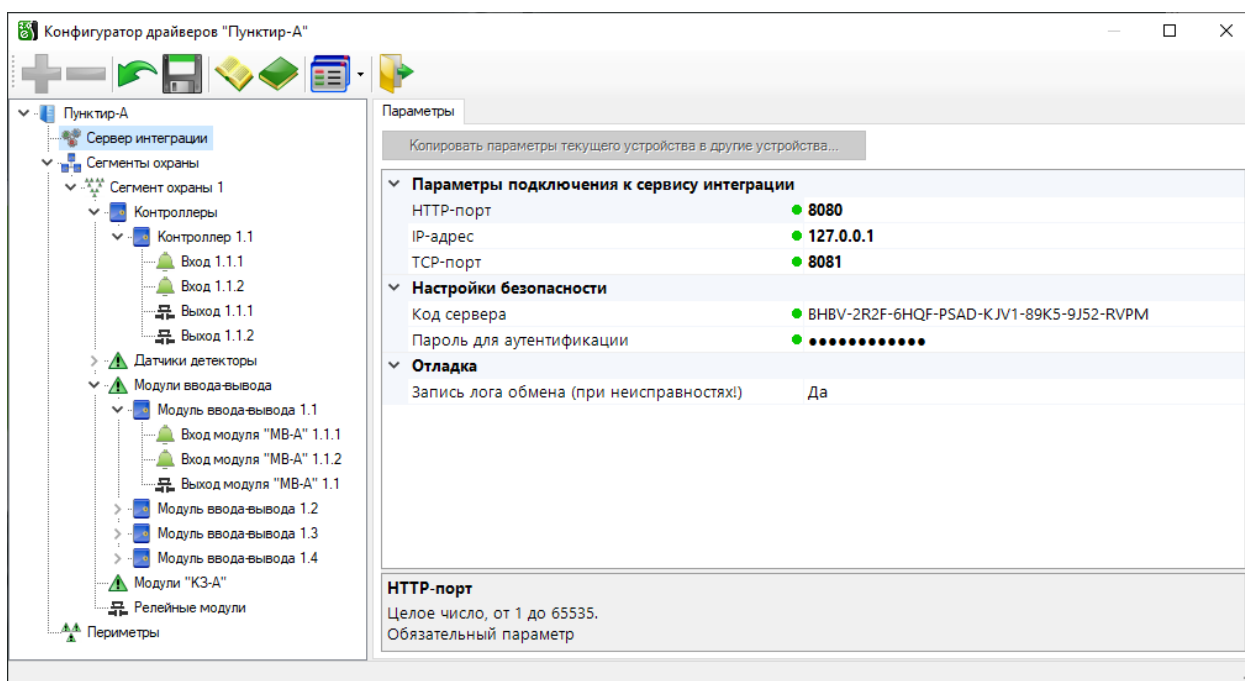 Конфигуратор драйверов "Пунктир-А"
Пунктир-А
Сервер интеграции
Сегменты охраны
Сегмент охраны 1
Контроллеры
Контроллер 1.1
Вход 1.1.1
Вход 1.1.2
Выход 1.1.1
Выход 1.1.2
Датчики детекторы
Модули ввода-вывода
Модуль ввода-вывода 1.1
Вход модуля "МВ-А" 1.1.1
Вход модуля "МВ-А" 1.1.2
Выход модуля "МВ-А" 1.1
Модуль ввода-вывода 1.2
Модуль ввода-вывода 1.3
Модуль ввода-вывода 1.4
Модули "КЗ-А"
Релейные модули
Периметры
Параметры
Копировать параметры текущего устройства в другие устройства...
Параметры подключения к сервису интеграции
HTTP-порт 8080
IP-адрес 127.0.0.1
TCP-порт 8081
Настройки безопасности
Код сервера BHBV-2R2F-6HQF-PSAD-KJV1-89K5-9J52-RVPM
Пароль для аутентификации ●●●●●●●●●●●●
Отладка
Запись лога обмена (при неисправностях!) Да
HTTP-порт
Целое число, от 1 до 65535.
Обязательный параметр